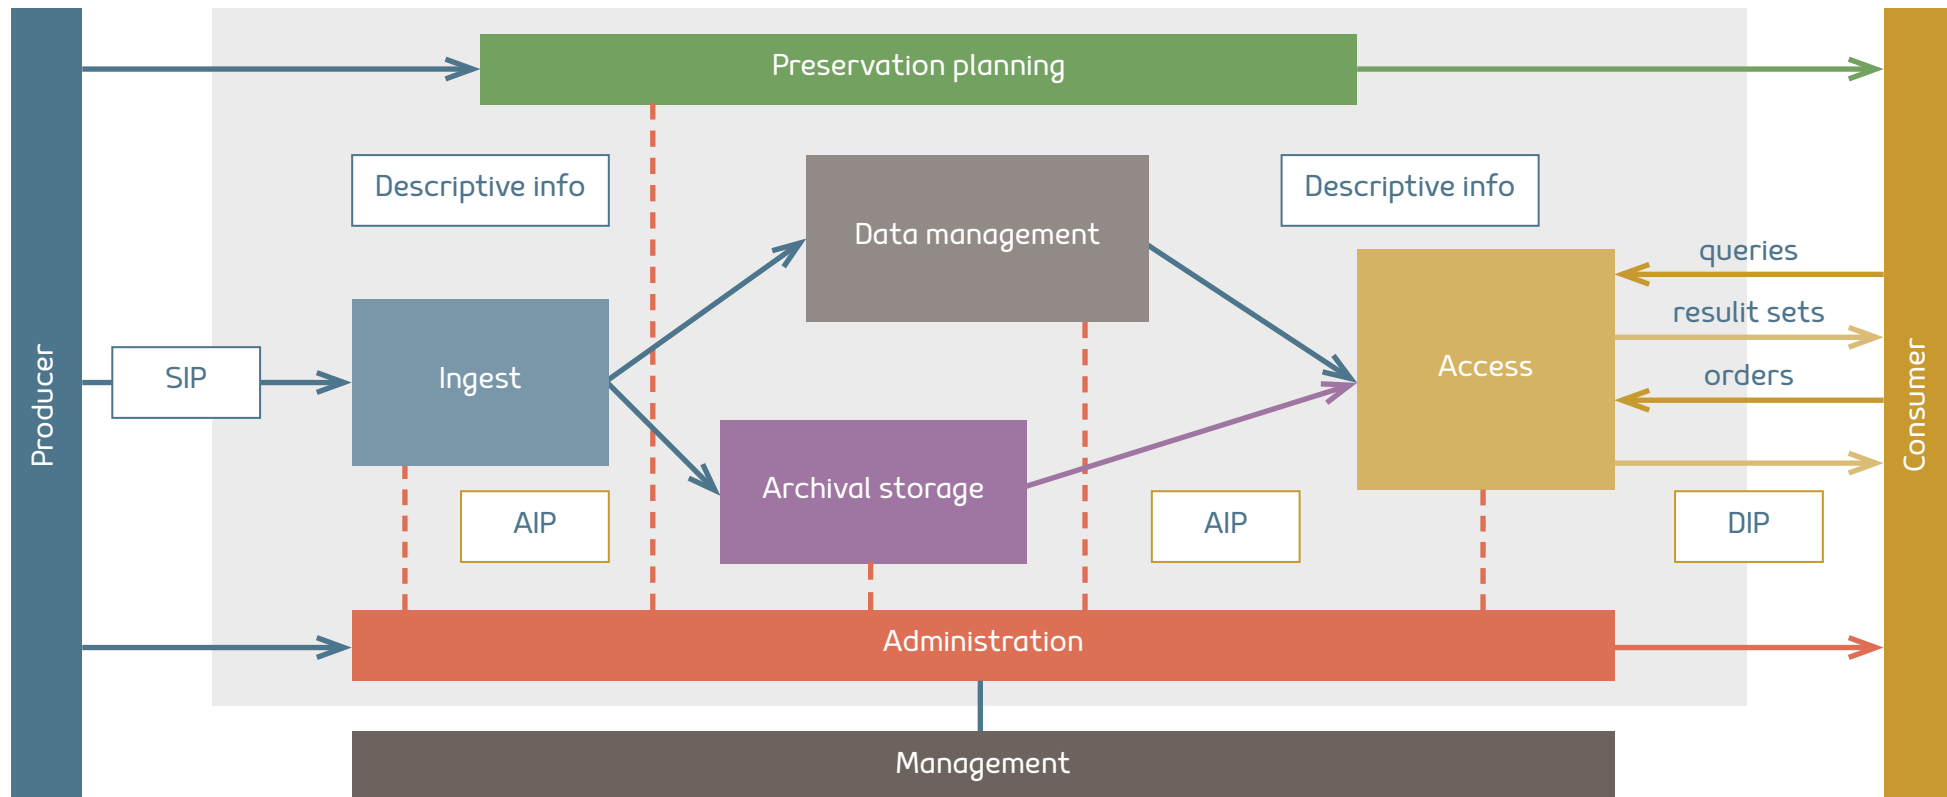 Preservation planning
Descriptive info
Data management
Descriptive info
queries
resulit sets
orders
Producer
SIP
Ingest
Access
Consumer
Archival storage
AIP
AIP
DIP
Administration
Management